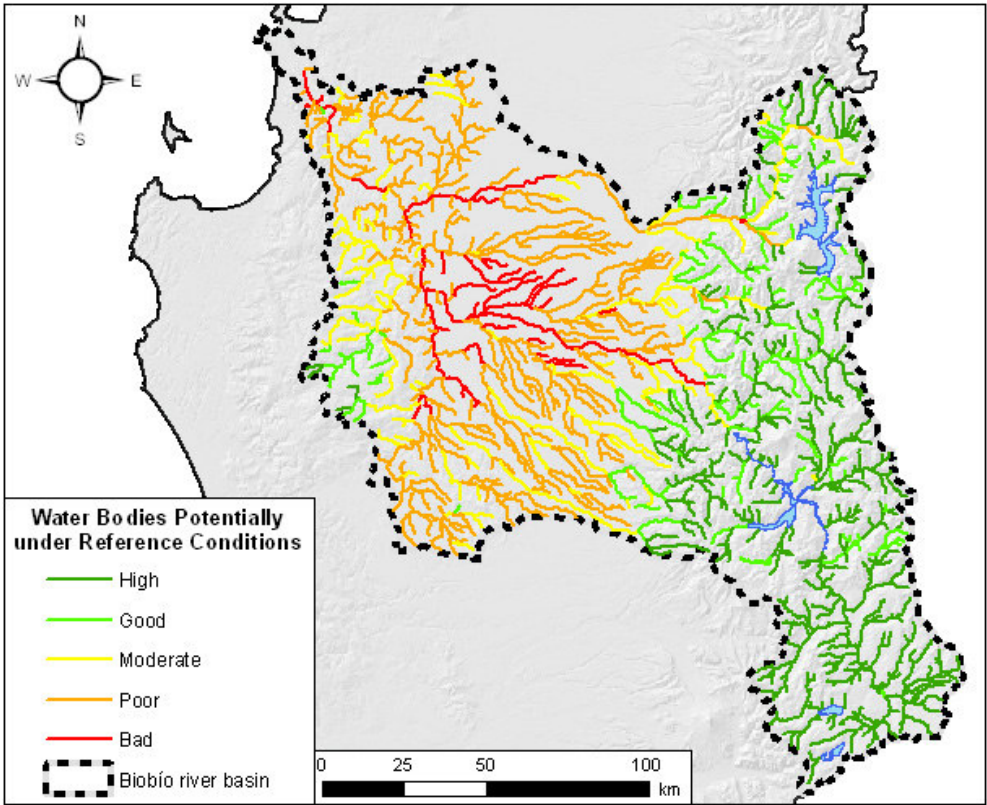 N
W E
S
Water Bodies Potentially
under Reference Conditions
High
Good
Moderate
Poor
Bad
Biobío river basin
0 25 50 100
km